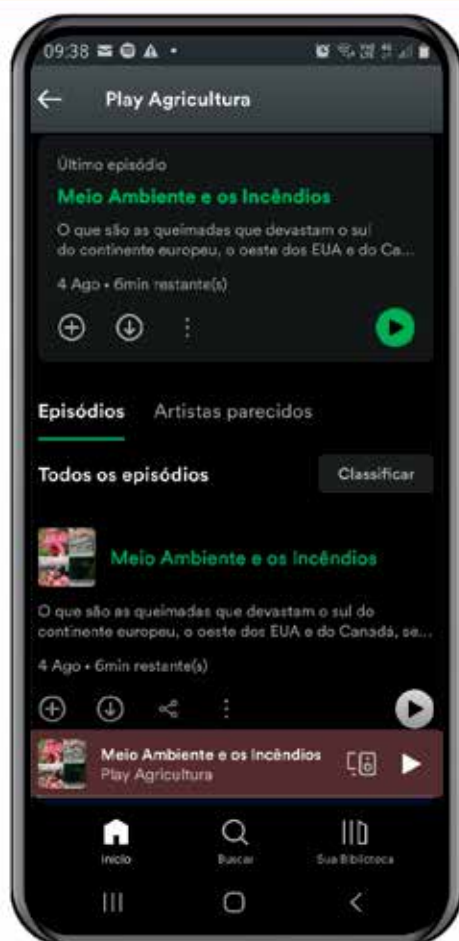 09:38
Play Agricultura
Último episódio
Meio Ambiente e os Incêndios
O que são as queimadas que devastam o sul
do continente europeu, o oeste dos EUA e do Ca...
4 Ago • 6min restante(s)
Episódios Artistas parecidos
Todos os episódios Classificar
Meio Ambiente e os Incêndios
O que são as queimadas que devastam o sul do
continente europeu, o oeste dos EUA e do Canadá, se...
4 Ago • 6min restante(s)
Meio Ambiente e os Incêndios
Play Agricultura
Início Buscar Sua Biblioteca